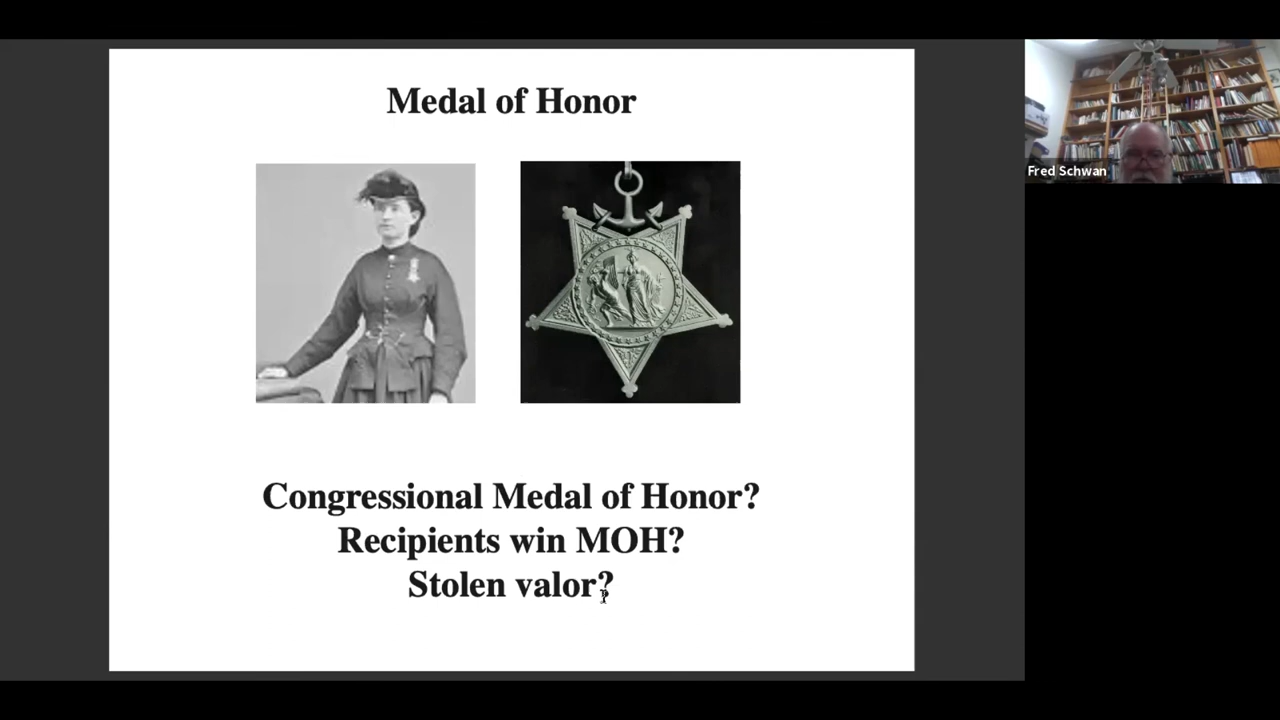 Medal of Honor
Fred Schwan
Congressional Medal of Honor?
Recipients win MOH?
Stolen valor?